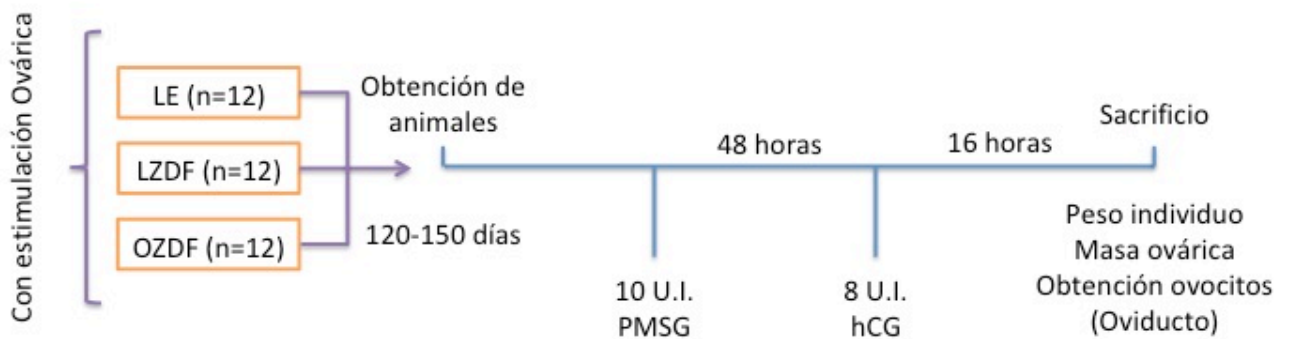 Con estimulación Ovárica
LE (n=12)
LZDF (n=12)
OZDF (n=12)
Obtención de
animales
120-150 días
48 horas
16 horas
Sacrificio
10 U.I.
PMSG
8 U.I.
hCG
Peso individuo
Masa ovárica
Obtención ovocitos
(Oviducto)